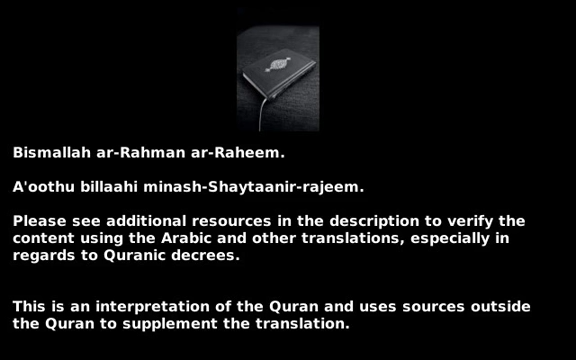 Bismallah ar-Rahman ar-Raheem.
A'oothu billaahi minash-Shaytaanir-rajeem.
Please see additional resources in the description to verify the
content using the Arabic and other translations, especially in
regards to Quranic decrees.
This is an interpretation of the Quran and uses sources outside
the Quran to supplement the translation.